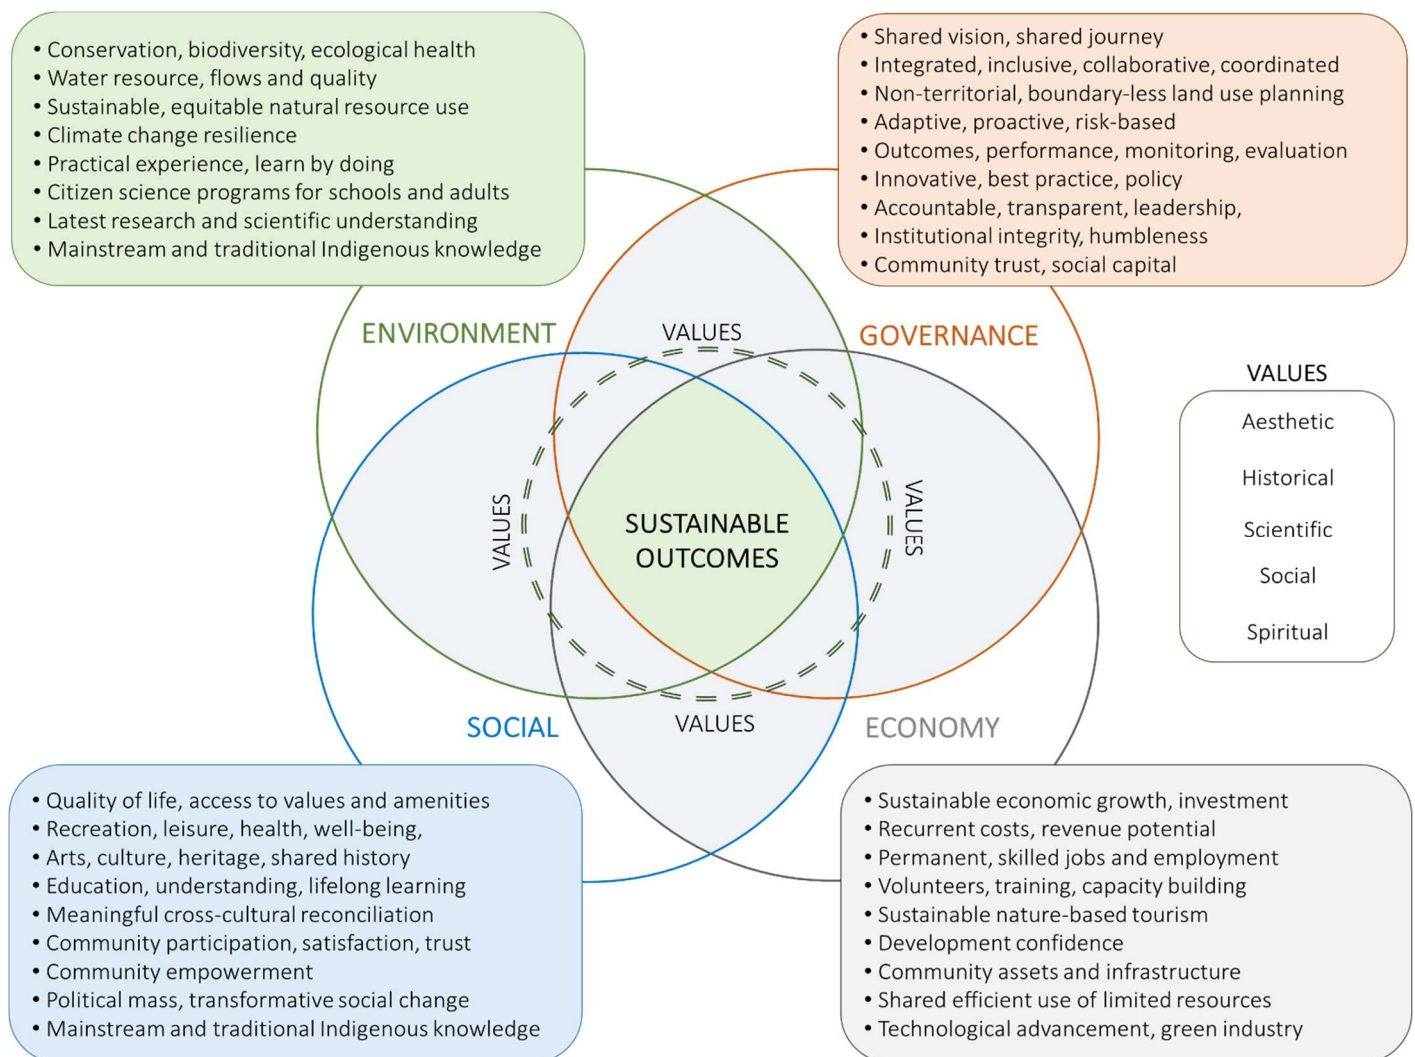 • Conservation, biodiversity, ecological health
• Water resource, flows and quality
• Sustainable, equitable natural resource use
• Climate change resilience
• Practical experience, learn by doing
• Citizen science programs for schools and adults
• Latest research and scientific understanding
• Mainstream and traditional Indigenous knowledge
• Shared vision, shared journey
• Integrated, inclusive, collaborative, coordinated
• Non-territorial, boundary-less land use planning
• Adaptive, proactive, risk-based
• Outcomes, performance, monitoring, evaluation
• Innovative, best practice, policy
• Accountable, transparent, leadership,
• Institutional integrity, humbleness
• Community trust, social capital
ENVIRONMENT
VALUES
GOVERNANCE
VALUES
SUSTAINABLE
OUTCOMES
VALUES
VALUES
Aesthetic
Historical
Scientific
Social
Spiritual
SOCIAL
VALUES
ECONOMY
• Quality of life, access to values and amenities
• Recreation, leisure, health, well-being,
• Arts, culture, heritage, shared history
• Education, understanding, lifelong learning
• Meaningful cross-cultural reconciliation
• Community participation, satisfaction, trust
• Community empowerment
• Political mass, transformative social change
• Mainstream and traditional Indigenous knowledge
• Sustainable economic growth, investment
• Recurrent costs, revenue potential
• Permanent, skilled jobs and employment
• Volunteers, training, capacity building
• Sustainable nature-based tourism
• Development confidence
• Community assets and infrastructure
• Shared efficient use of limited resources
• Technological advancement, green industry